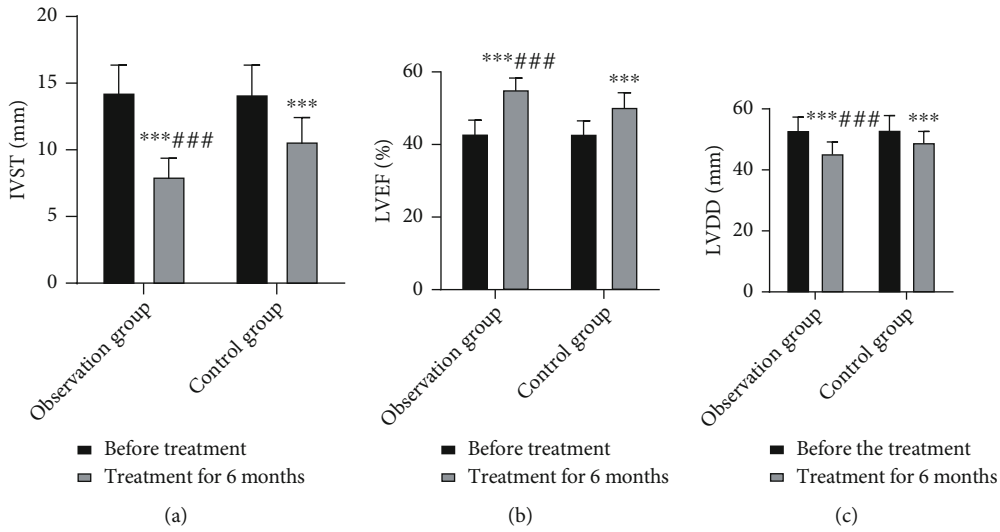 20
15
10
5
0
IVST (mm)
***###
***
Observation group
Control group
Before treatment
Treatment for 6 months
(a)
60
40
20
0
LVEF (%)
***###
***
Observation group
Control group
Before treatment
Treatment for 6 months
(b)
60
40
20
0
LVDD (mm)
***###
***
Observation group
Control group
Before the treatment
Treatment for 6 months
(c)